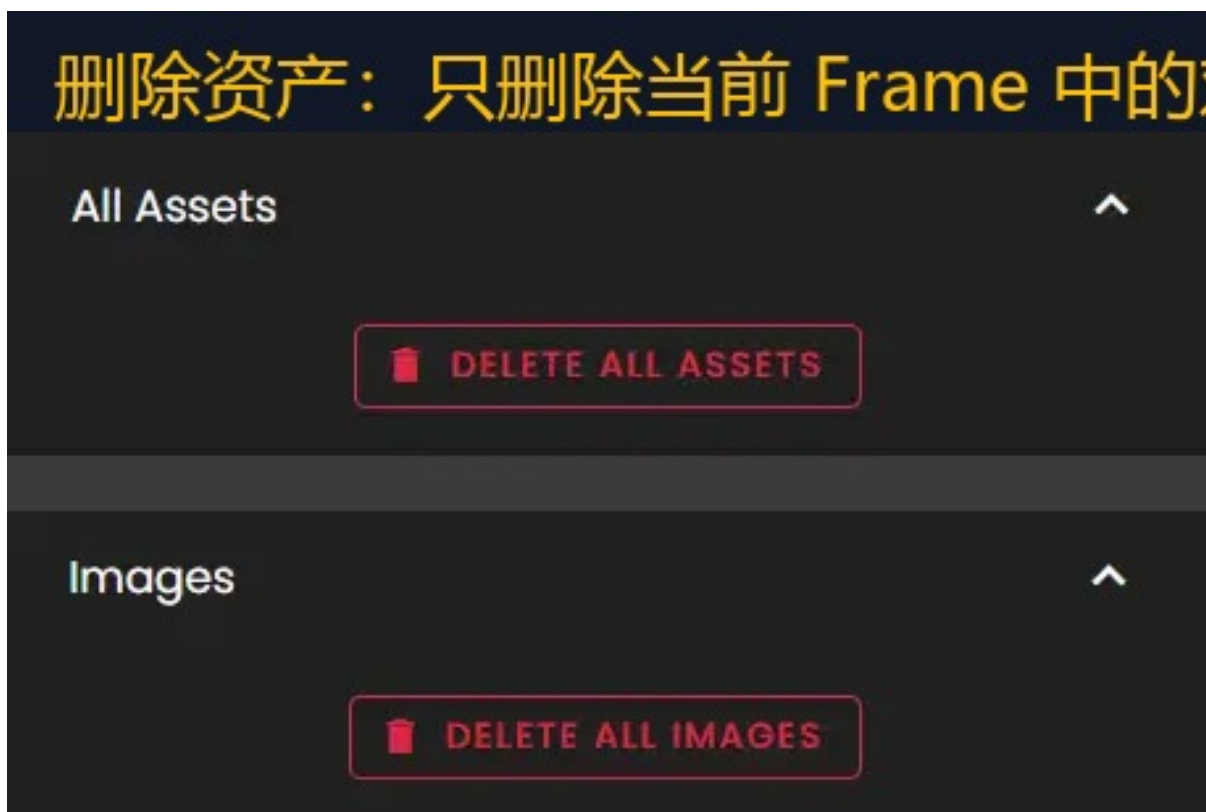 删除资产：只删除当前 Frame 中的
All Assets
DELETE ALL ASSETS
Images
DELETE ALL IMAGES